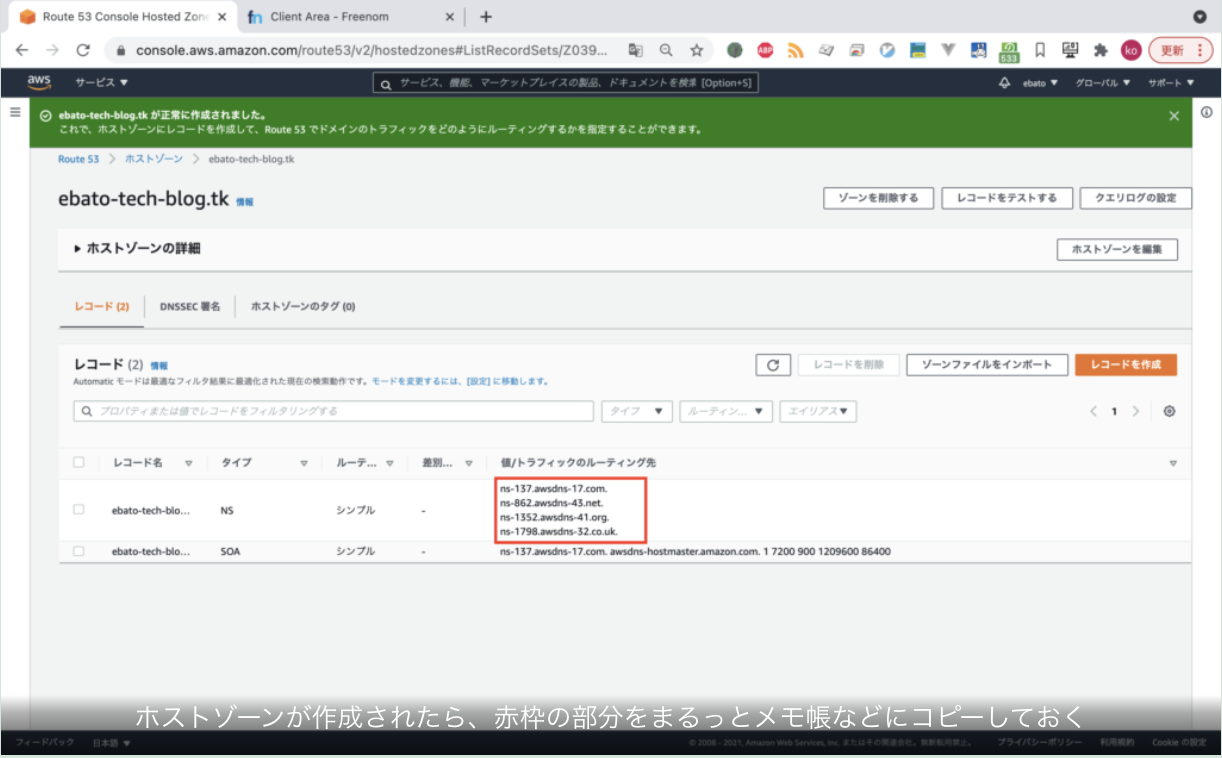 Route 53 Console Hosted Zon
Client Area - Freenom
console.aws.amazon.com/route53/v2/hostedzones#ListRecordSets/Z039...
ABP
533
ko
更新
aws
サービス
サービス、機能、マーケットプレイスの製品、ドキュメントを検索 [Option+S]
ebato
グローバル
サポート
ebato-tech-blog.tk が正常に作成されました。
これで、ホストゾーンにレコードを作成して、Route 53 でドメインのトラフィックをどのようにルーティングするかを指定することができます。
Route 53 > ホストゾーン > ebato-tech-blog.tk
ebato-tech-blog.tk 情報
ゾーンを削除する
レコードをテストする
クエリログの設定
ホストゾーンの詳細
ホストゾーンを編集
レコード (2)
DNSSEC 署名
ホストゾーンのタグ (0)
レコード (2) 情報
レコードを削除
ゾーンファイルをインポート
レコードを作成
Automatic モードは最適なフィルタ結果に最適化された現在の検索動作です。モードを変更するには、[設定] に移動します。
プロパティまたは値でレコードをフィルタリングする
タイプ
ルーティン...
エイリアス
1
レコード名
タイプ
ルーテ...
差別...
値/トラフィックのルーティング先
ebato-tech-blo...
NS
シンプル
-
ns-137.awsdns-17.com.
ns-862.awsdns-43.net.
ns-1352.awsdns-41.org.
ns-1798.awsdns-32.co.uk.
ebato-tech-blo...
SOA
シンプル
-
ns-137.awsdns-17.com. awsdns-hostmaster.amazon.com. 1 7200 900 1209600 86400
ホストゾーンが作成されたら、赤枠の部分をまるっとメモ帳などにコピーしておく
フィードバック
日本語
© 2008 - 2021, Amazon Web Services, Inc. またはその関連会社。無断転用禁止。
プライバシーポリシー
利用規約
Cookie の設定